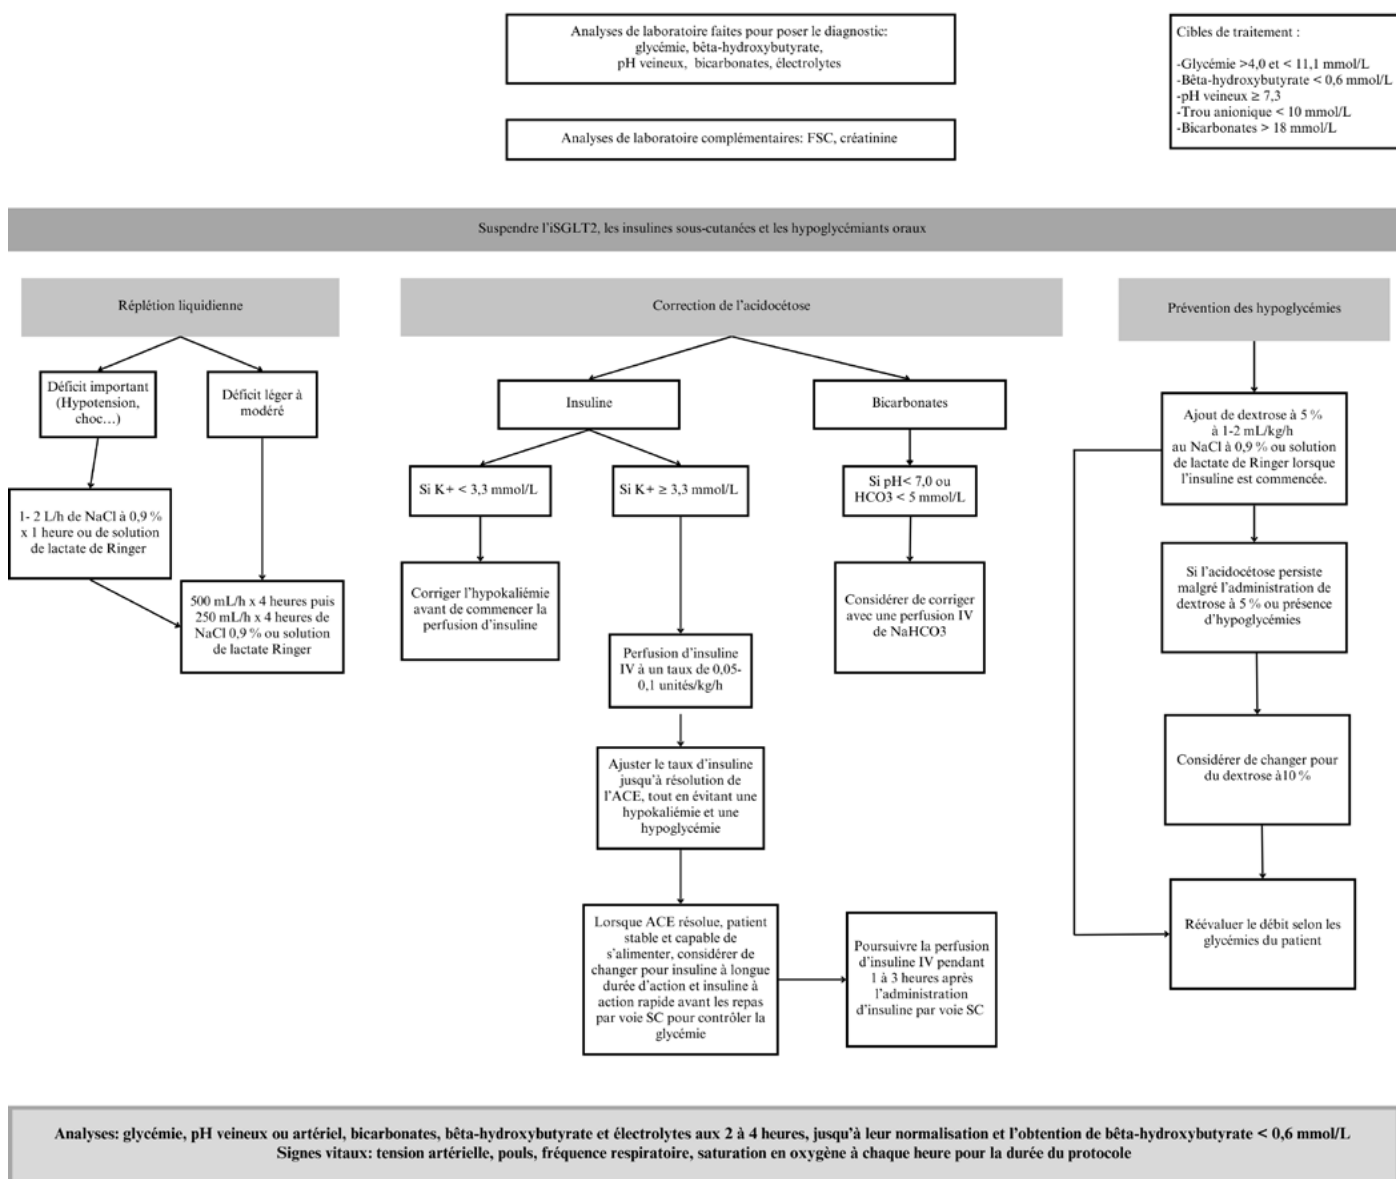 Analyses de laboratoire faites pour poser le diagnostic:
glycémie, bêta-hydroxybutyrate,
pH veineux, bicarbonates, électrolytes
Cibles de traitement :
-Glycémie >4,0 et < 11,1 mmol/L
-Bêta-hydroxybutyrate < 0,6 mmol/L
-pH veineux ≥ 7,3
-Trou anionique < 10 mmol/L
-Bicarbonates > 18 mmol/L
Analyses de laboratoire complémentaires: FSC, créatinine
Suspendre l'iSGLT2, les insulines sous-cutanées et les hypoglycémiants oraux
Réplétion liquidienne
Déficit important
(Hypotension,
choc…)
Déficit léger à
modéré
1- 2 L/h de NaCl à 0,9 %
x 1 heure ou de solution
de lactate de Ringer
500 mL/h x 4 heures puis
250 mL/h x 4 heures de
NaCl 0,9 % ou solution
de lactate Ringer
Correction de l'acidocétose
Insuline
Si K+ < 3,3 mmol/L
Corriger l'hypokaliémie
avant de commencer la
perfusion d'insuline
Si K+ ≥ 3,3 mmol/L
Perfusion d'insuline
IV à un taux de 0,05-
0,1 unités/kg/h
Ajuster le taux d'insuline
jusqu'à résolution de
l'ACE, tout en évitant une
hypokaliémie et une
hypoglycémie
Lorsque ACE résolue, patient
stable et capable de
s'alimenter, considérer de
changer pour insuline à longue
durée d'action et insuline à
action rapide avant les repas
par voie SC pour contrôler la
glycémie
Poursuivre la perfusion
d'insuline IV pendant
1 à 3 heures après
l'administration
d'insuline par voie SC
Bicarbonates
Si pH< 7,0 ou
HCO3 < 5 mmol/L
Considérer de corriger
avec une perfusion IV
de NaHCO3
Prévention des hypoglycémies
Ajout de dextrose à 5 %
à 1-2 mL/kg/h
au NaCl à 0,9 % ou solution
de lactate de Ringer lorsque
l'insuline est commencée.
Si l'acidocétose persiste
malgré l'administration de
dextrose à 5 % ou présence
d'hypoglycémies
Considérer de changer pour
du dextrose à10 %
Réévaluer le débit selon les
glycémies du patient
Analyses: glycémie, pH veineux ou artériel, bicarbonates, bêta-hydroxybutyrate et électrolytes aux 2 à 4 heures, jusqu'à leur normalisation et l'obtention de bêta-hydroxybutyrate < 0,6 mmol/L
Signes vitaux: tension artérielle, pouls, fréquence respiratoire, saturation en oxygène à chaque heure pour la durée du protocole